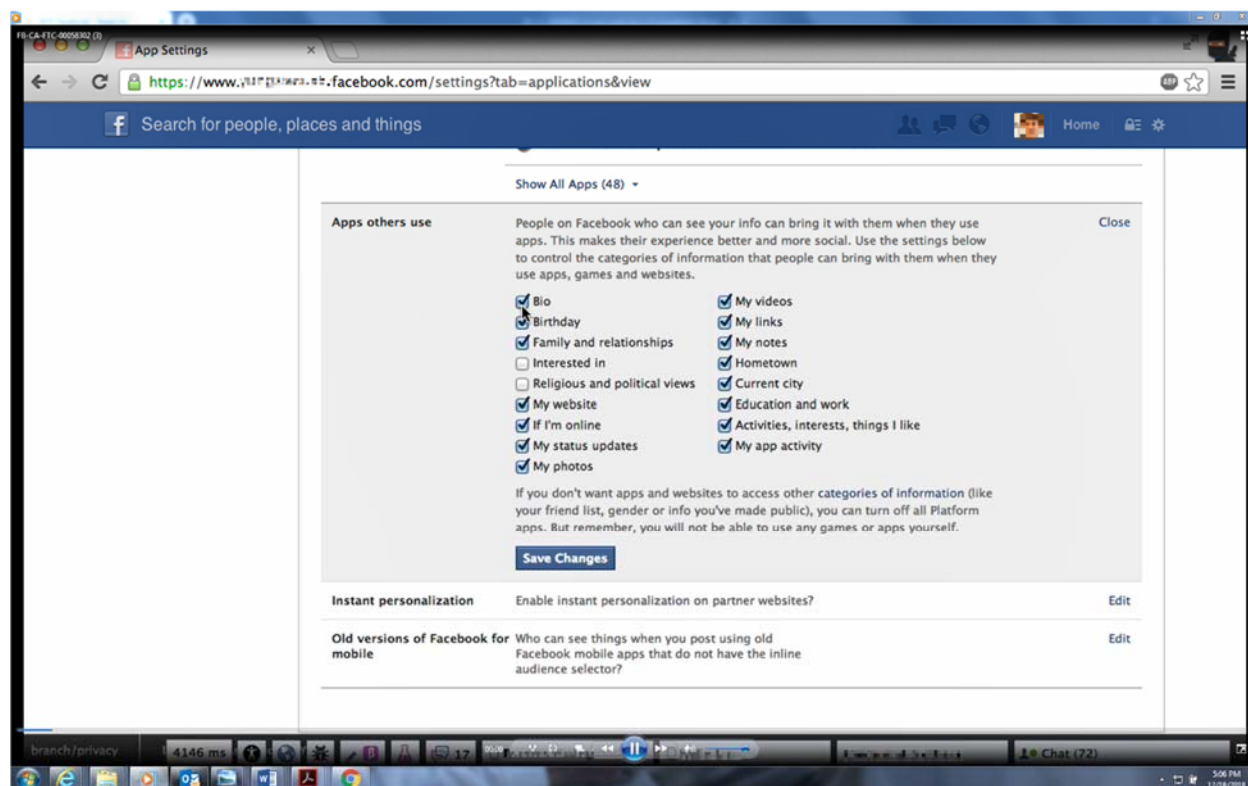 FB-CA-FTC-00058302 (3)
App Settings
https://www. .facebook.com/settings?tab=applications&view
ABP
Search for people, places and things
Home
Show All Apps (48)
Apps others use
People on Facebook who can see your info can bring it with them when they use
apps. This makes their experience better and more social. Use the settings below
to control the categories of information that people can bring with them when they
use apps, games and websites.
Close
Bio
Birthday
Family and relationships
Interested in
Religious and political views
My website
If I'm online
My status updates
My photos
My videos
My links
My notes
Hometown
Current city
Education and work
Activities, interests, things I like
My app activity
If you don't want apps and websites to access other categories of information (like
your friend list, gender or info you've made public), you can turn off all Platform
apps. But remember, you will not be able to use any games or apps yourself.
Save Changes
Instant personalization
Enable instant personalization on partner websites?
Edit
Old versions of Facebook for
mobile
Who can see things when you post using old
Facebook mobile apps that do not have the inline
audience selector?
Edit
branch/privacy
4146 ms
17
00:00
Chat (72)
5:06 PM
12/18/2018